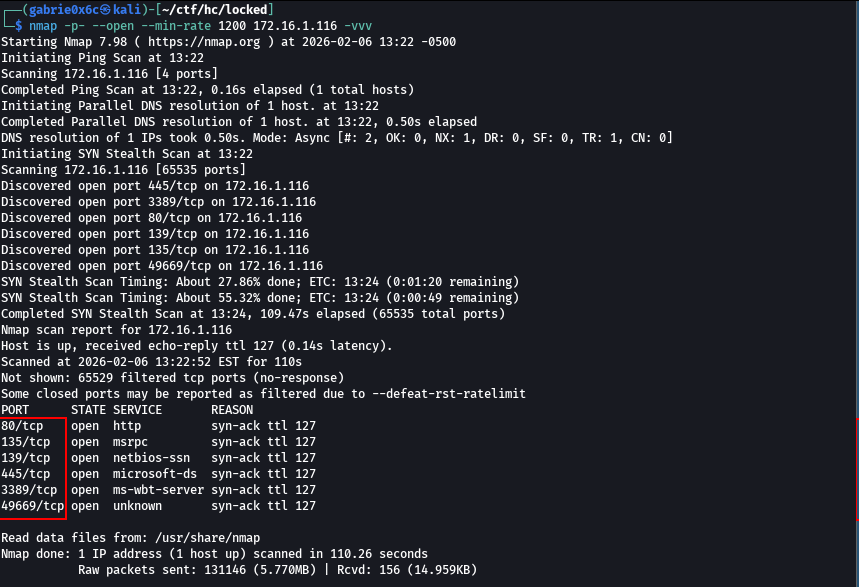 ┌──(gabrie0x6c㉿kali)-[~/ctf/hc/locked]
└─$ nmap -p- --open --min-rate 1200 172.16.1.116 -vvv
Starting Nmap 7.98 ( https://nmap.org ) at 2026-02-06 13:22 -0500
Initiating Ping Scan at 13:22
Scanning 172.16.1.116 [4 ports]
Completed Ping Scan at 13:22, 0.16s elapsed (1 total hosts)
Initiating Parallel DNS resolution of 1 host. at 13:22
Completed Parallel DNS resolution of 1 host. at 13:22, 0.50s elapsed
DNS resolution of 1 IPs took 0.50s. Mode: Async [#: 2, OK: 0, NX: 1, DR: 0, SF: 0, TR: 1, CN: 0]
Initiating SYN Stealth Scan at 13:22
Scanning 172.16.1.116 [65535 ports]
Discovered open port 445/tcp on 172.16.1.116
Discovered open port 3389/tcp on 172.16.1.116
Discovered open port 80/tcp on 172.16.1.116
Discovered open port 139/tcp on 172.16.1.116
Discovered open port 135/tcp on 172.16.1.116
Discovered open port 49669/tcp on 172.16.1.116
SYN Stealth Scan Timing: About 27.86% done; ETC: 13:24 (0:01:20 remaining)
SYN Stealth Scan Timing: About 55.32% done; ETC: 13:24 (0:00:49 remaining)
Completed SYN Stealth Scan at 13:24, 109.47s elapsed (65535 total ports)
Nmap scan report for 172.16.1.116
Host is up, received echo-reply ttl 127 (0.14s latency).
Scanned at 2026-02-06 13:22:52 EST for 110s
Not shown: 65529 filtered tcp ports (no-response)
Some closed ports may be reported as filtered due to --defeat-rst-ratelimit
PORT      STATE SERVICE       REASON
80/tcp    open  http          syn-ack ttl 127
135/tcp   open  msrpc         syn-ack ttl 127
139/tcp   open  netbios-ssn   syn-ack ttl 127
445/tcp   open  microsoft-ds  syn-ack ttl 127
3389/tcp  open  ms-wbt-server syn-ack ttl 127
49669/tcp open  unknown       syn-ack ttl 127
Read data files from: /usr/share/nmap
Nmap done: 1 IP address (1 host up) scanned in 110.26 seconds
Raw packets sent: 131146 (5.770MB) | Rcvd: 156 (14.959KB)